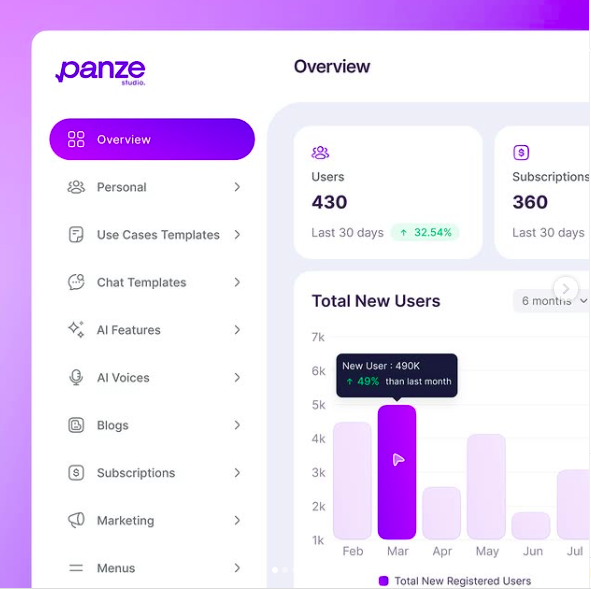 panze
studio.
Overview
Overview
Personal
Use Cases Templates
Chat Templates
AI Features
AI Voices
Blogs
Subscriptions
Marketing
Menus
Users
430
Last 30 days ↑ 32.54%
Subscriptions
360
Last 30 days
Total New Users
6 months
7k
6k
5k
4k
3k
2k
1k
New User : 490K
↑ 49% than last month
Feb Mar Apr May Jun Jul
Total New Registered Users